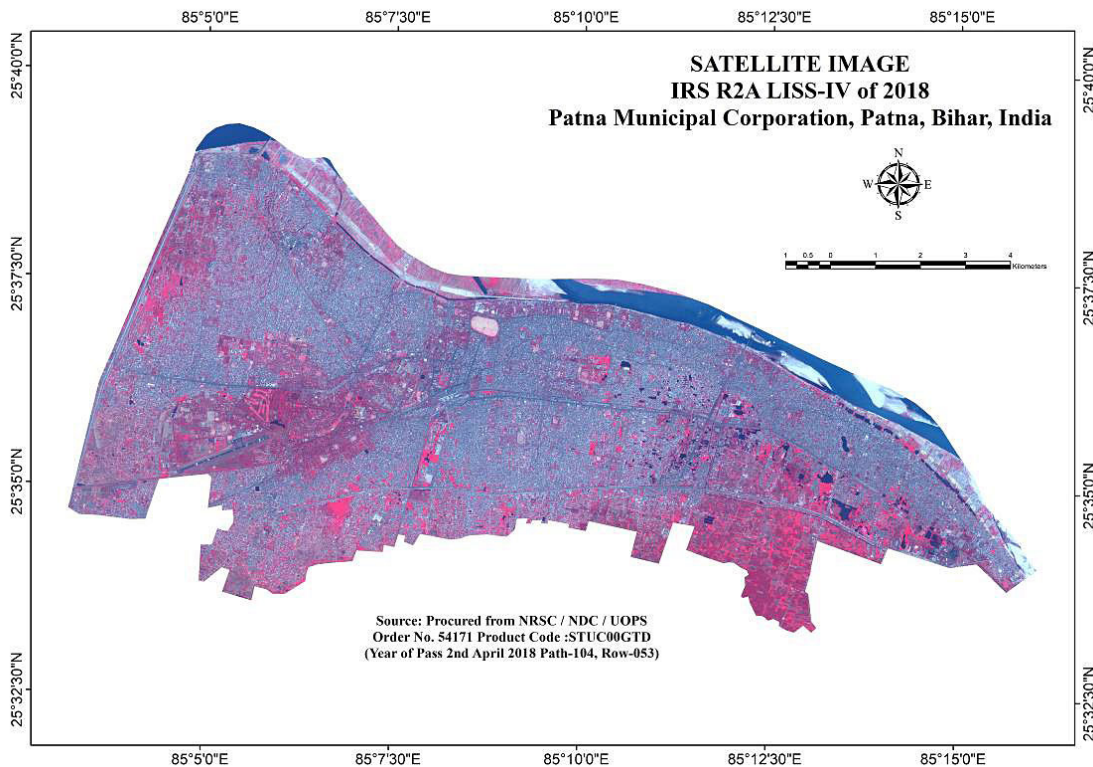 85°5'0"E 85°7'30"E 85°10'0"E 85°12'30"E 85°15'0"E
25°40'0"N
25°40'0"N
SATELLITE IMAGE
IRS R2A LISS-IV of 2018
Patna Municipal Corporation, Patna, Bihar, India
N
W E
S
1 0.5 0 1 2 3 4
Kilometers
25°37'30"N
25°37'30"N
25°35'0"N
25°35'0"N
Source: Procured from NRSC / NDC / UOPS
Order No. 54171 Product Code :STUC00GTD
(Year of Pass 2nd April 2018 Path-104, Row-053)
25°32'30"N
25°32'30"N
85°5'0"E 85°7'30"E 85°10'0"E 85°12'30"E 85°15'0"E